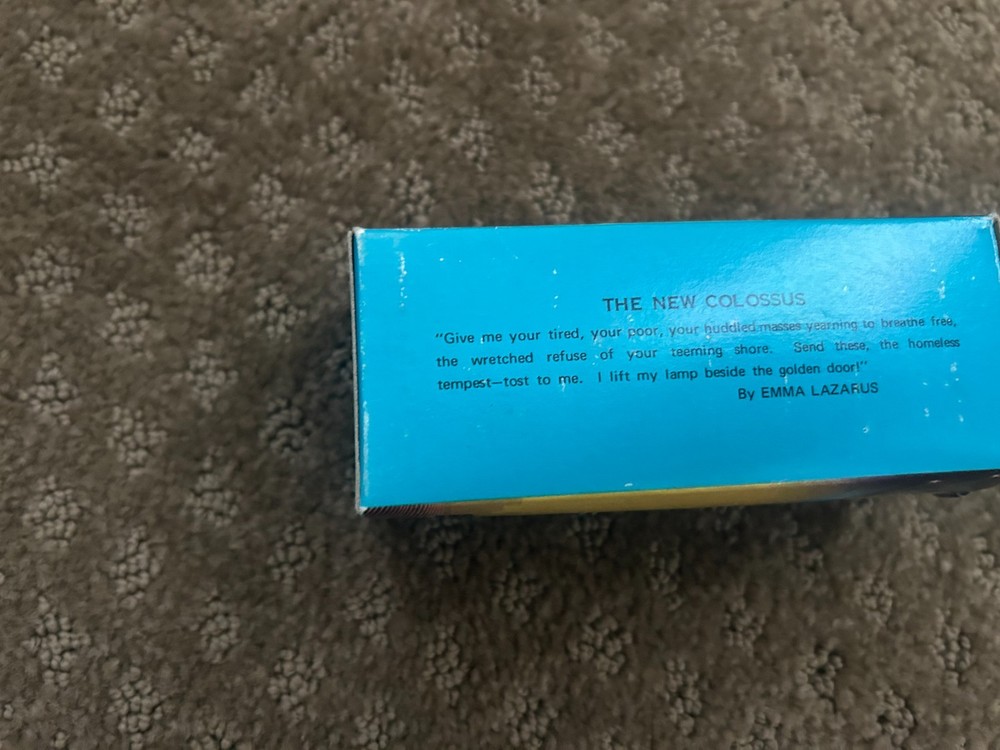 THE NEW COLOSSUS
"Give me your tired, your poor, your huddled masses yearning to breathe free,
the wretched refuse of your teeming shore. Send these, the homeless
tempest—tost to me. I lift my lamp beside the golden door!"
By EMMA LAZARUS